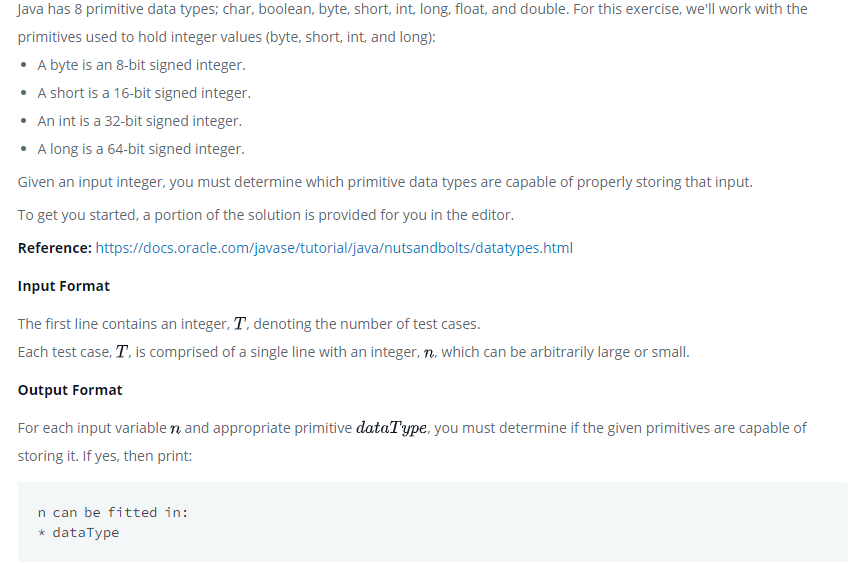 Java has 8 primitive data types; char, boolean, byte, short, int, long, float, and double. For this exercise, we'll work with the
primitives used to hold integer values (byte, short, int, and long):
• A byte is an 8-bit signed integer.
• A short is a 16-bit signed integer.
• An int is a 32-bit signed integer.
• A long is a 64-bit signed integer.
Given an input integer, you must determine which primitive data types are capable of properly storing that input.
To get you started, a portion of the solution is provided for you in the editor.
Reference: https://docs.oracle.com/javase/tutorial/java/nutsandbolts/datatypes.html
Input Format
The first line contains an integer, T, denoting the number of test cases.
Each test case, T, is comprised of a single line with an integer, n, which can be arbitrarily large or small.
Output Format
For each input variable n and appropriate primitive dataType, you must determine if the given primitives are capable of
storing it. If yes, then print:
n can be fitted in:
* dataType